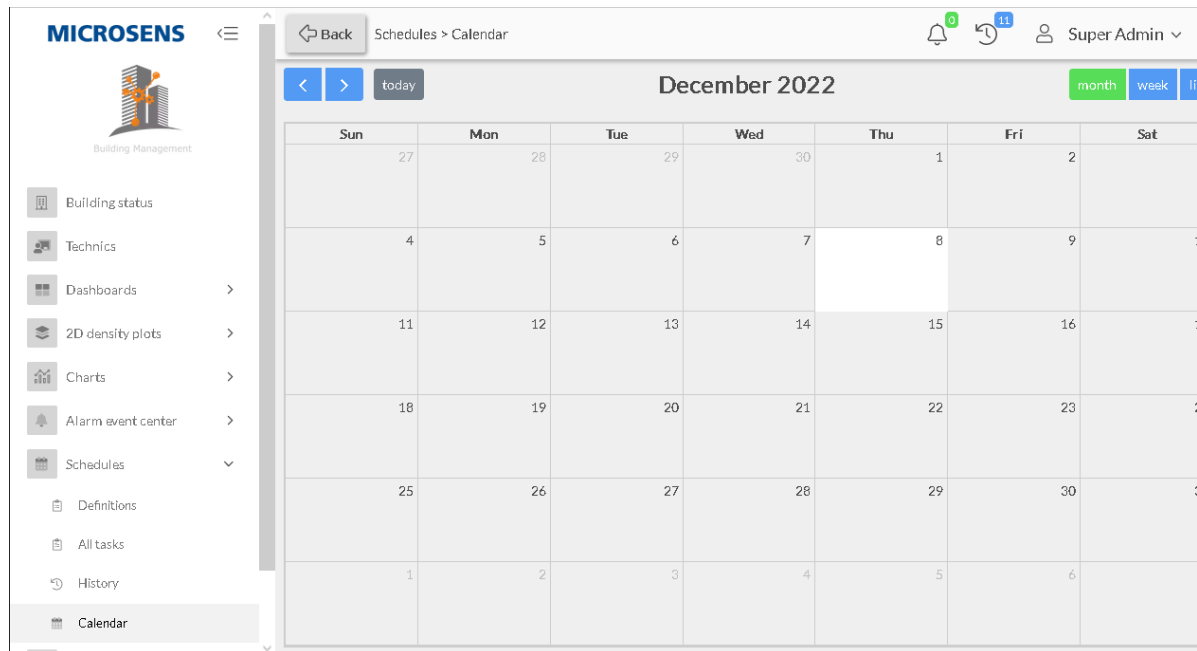 MICROSENS
Building Management
Building status
Technics
Dashboards
2D density plots
Charts
Alarm event center
Schedules
Definitions
All tasks
History
Calendar
Back Schedules > Calendar 0 11 Super Admin
today December 2022 month week li
Sun Mon Tue Wed Thu Fri Sat
27 28 29 30 1 2
4 5 6 7 8 9
11 12 13 14 15 16
18 19 20 21 22 23
25 26 27 28 29 30
1 2 3 4 5 6